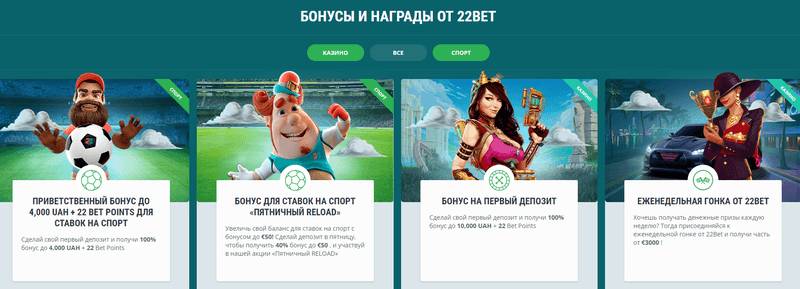 БОНУСЫ И НАГРАДЫ ОТ 22BET
КАЗИНО
ВСЕ
СПОРТ
СПОРТ
ПРИВЕТСТВЕННЫЙ БОНУС ДО
4,000 UAH + 22 BET POINTS ДЛЯ
СТАВОК НА СПОРТ
Сделай свой первый депозит и получи 100%
бонус до 4,000 UAH + 22 Bet Points
СПОРТ
БОНУС ДЛЯ СТАВОК НА СПОРТ
«ПЯТНИЧНЫЙ RELOAD»
Увеличь свой баланс для ставок на спорт с
бонусом до €50! Сделай депозит в пятницу,
чтобы получить 40% бонус до €50 , и участвуй
в нашей акции «Пятничный RELOAD»
КАЗИНО
БОНУС НА ПЕРВЫЙ ДЕПОЗИТ
Сделай свой первый депозит и получи 100%
бонус до 10,000 UAH + 22 Bet Points
КАЗИНО
ЕЖЕНЕДЕЛЬНАЯ ГОНКА ОТ 22BET
Хочешь получать денежные призы каждую
неделю? Тогда присоединяйся к
еженедельной гонке от 22Bet и получи часть
от €3000 !